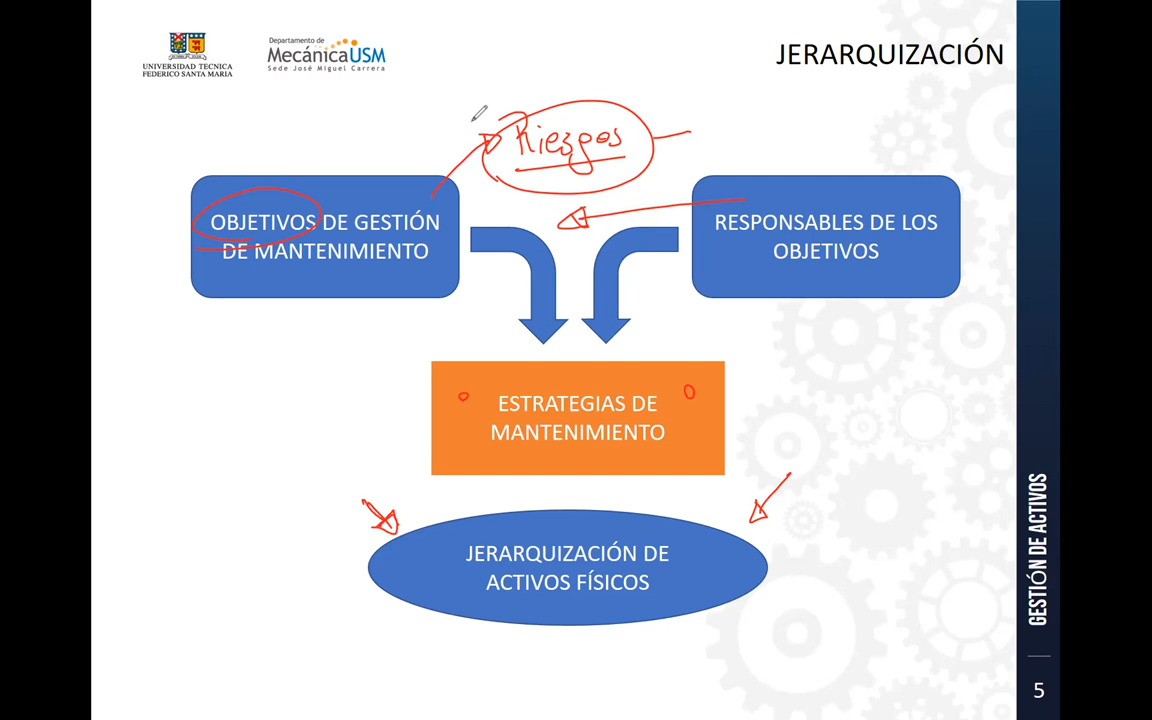 UNIVERSIDAD TECNICA
FEDERICO SANTA MARIA
Departamento de
MecánicaUSM
Sede José Miguel Carrera
JERARQUIZACIÓN
Riesgos
OBJETIVOS DE GESTIÓN
DE MANTENIMIENTO
RESPONSABLES DE LOS
OBJETIVOS
ESTRATEGIAS DE
MANTENIMIENTO
JERARQUIZACIÓN DE
ACTIVOS FÍSICOS
GESTIÓN DE ACTIVOS
5